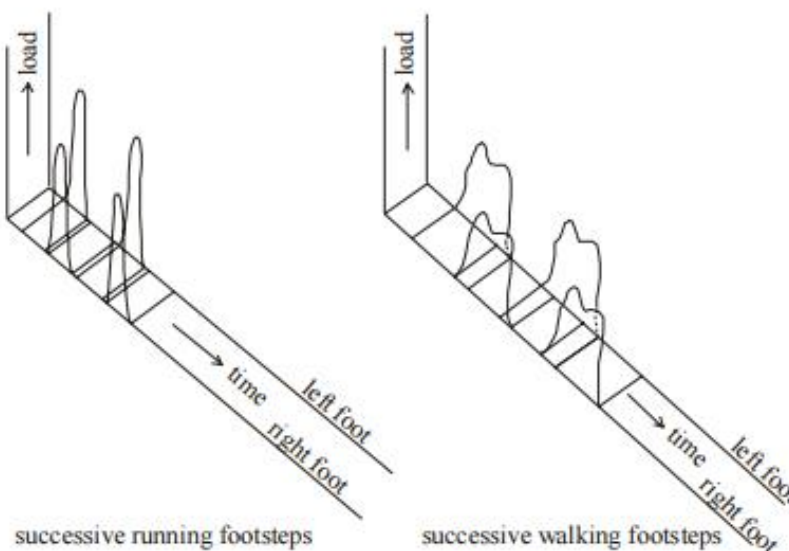 load
load
time
left foot
right foot
time
left foot
right foot
successive running footsteps
successive walking footsteps